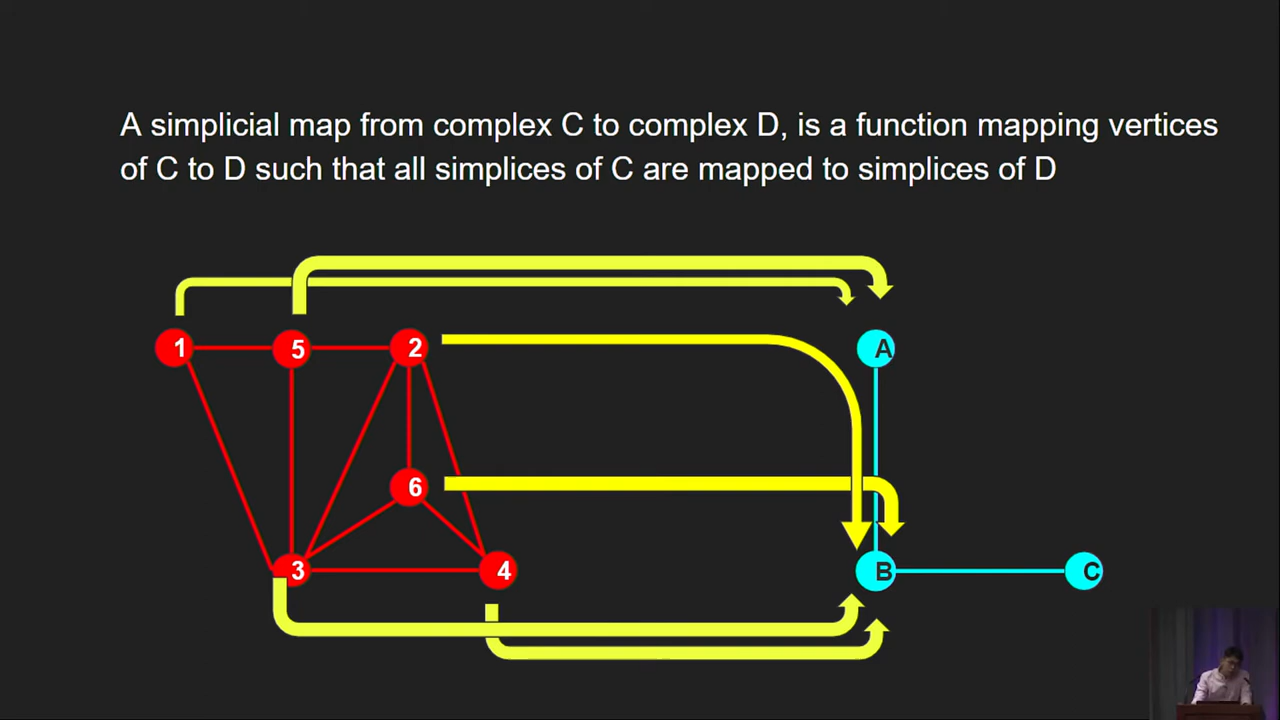 A simplicial map from complex C to complex D, is a function mapping vertices
of C to D such that all simplices of C are mapped to simplices of D
1 5 2 A
6
3 4 B C